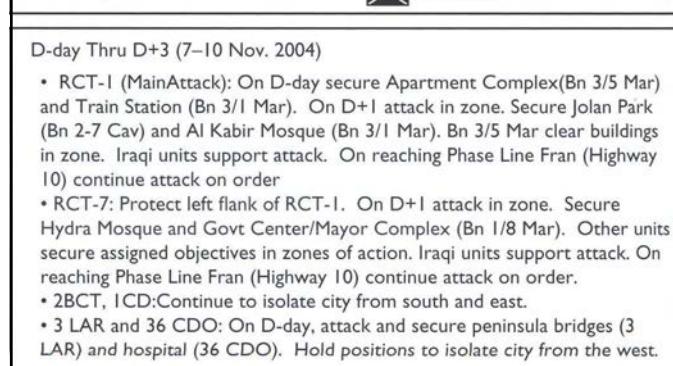 D-day Thru D+3 (7–10 Nov. 2004)
• RCT-1 (MainAttack): On D-day secure Apartment Complex(Bn 3/5 Mar)
and Train Station (Bn 3/1 Mar). On D+1 attack in zone. Secure Jolan Park
(Bn 2-7 Cav) and Al Kabir Mosque (Bn 3/1 Mar). Bn 3/5 Mar clear buildings
in zone. Iraqi units support attack. On reaching Phase Line Fran (Highway
10) continue attack on order
• RCT-7: Protect left flank of RCT-1. On D+1 attack in zone. Secure
Hydra Mosque and Govt Center/Mayor Complex (Bn 1/8 Mar). Other units
secure assigned objectives in zones of action. Iraqi units support attack. On
reaching Phase Line Fran (Highway 10) continue attack on order.
• 2BCT, 1CD:Continue to isolate city from south and east.
• 3 LAR and 36 CDO: On D-day, attack and secure peninsula bridges (3
LAR) and hospital (36 CDO). Hold positions to isolate city from the west.